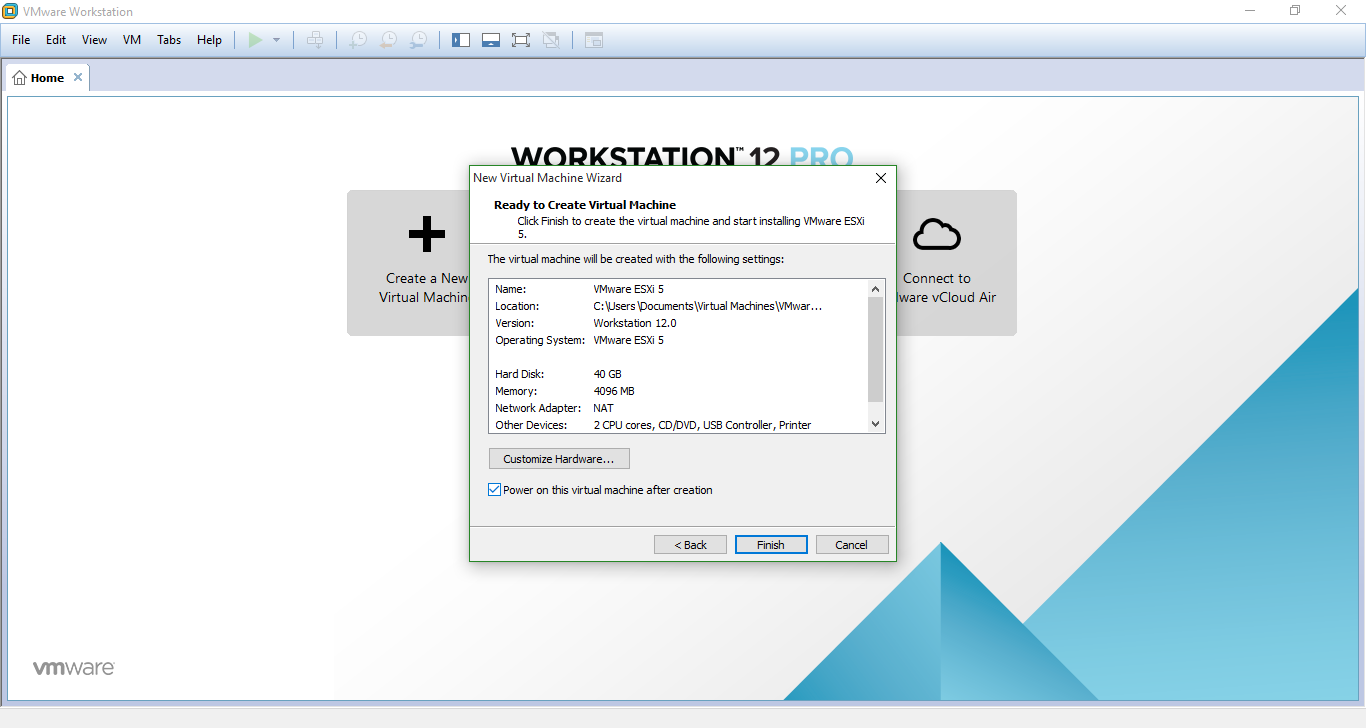 VMware Workstation
File Edit View VM Tabs Help
Home
WORKSTATION™ 12 PRO
Create a New
Virtual Machin
Connect to
ware vCloud Air
New Virtual Machine Wizard
Ready to Create Virtual Machine
Click Finish to create the virtual machine and start installing VMware ESXi
5.
The virtual machine will be created with the following settings:
Name: VMware ESXi 5
Location: C:\Users\Documents\Virtual Machines\VMwar...
Version: Workstation 12.0
Operating System: VMware ESXi 5
Hard Disk: 40 GB
Memory: 4096 MB
Network Adapter: NAT
Other Devices: 2 CPU cores, CD/DVD, USB Controller, Printer
Customize Hardware...
Power on this virtual machine after creation
< Back Finish Cancel
vmware